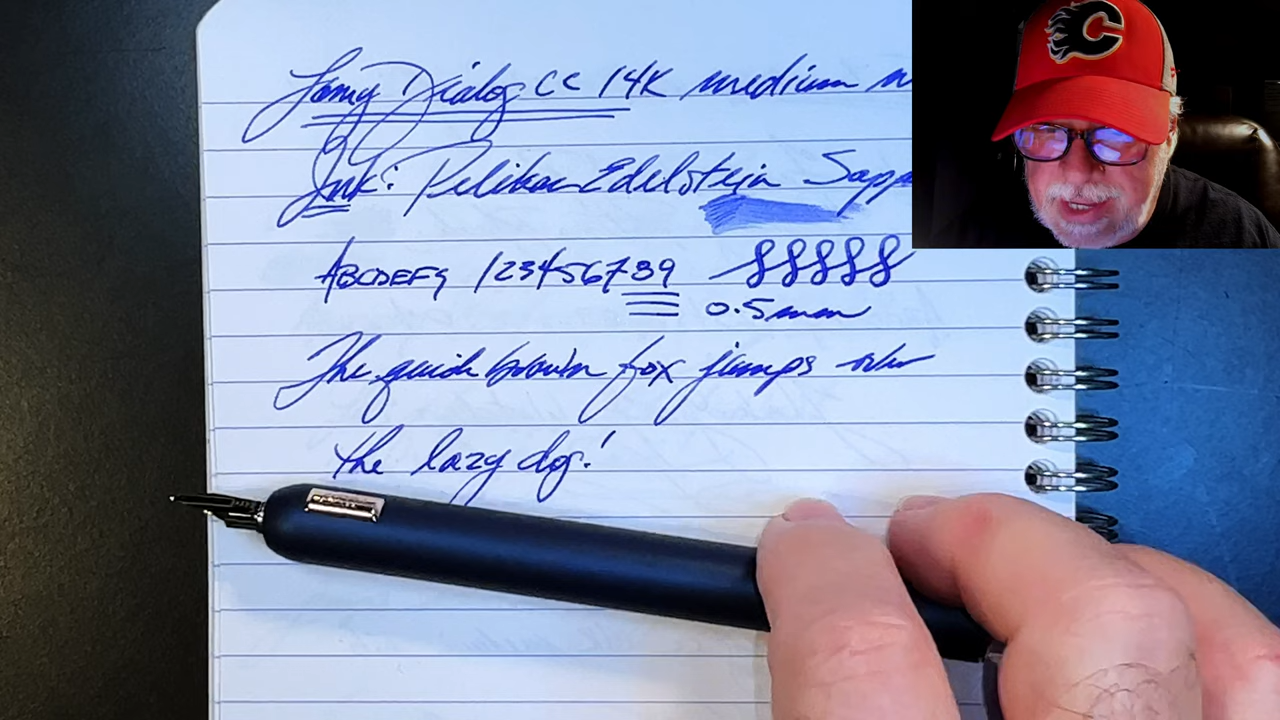 Lamy Dialog CC 14K medium n
Ink: Pelikan Edelstein Sapp
ABCDEFG 123456789
0.5mm
The quick brown fox jumps over
the lazy dog!
C